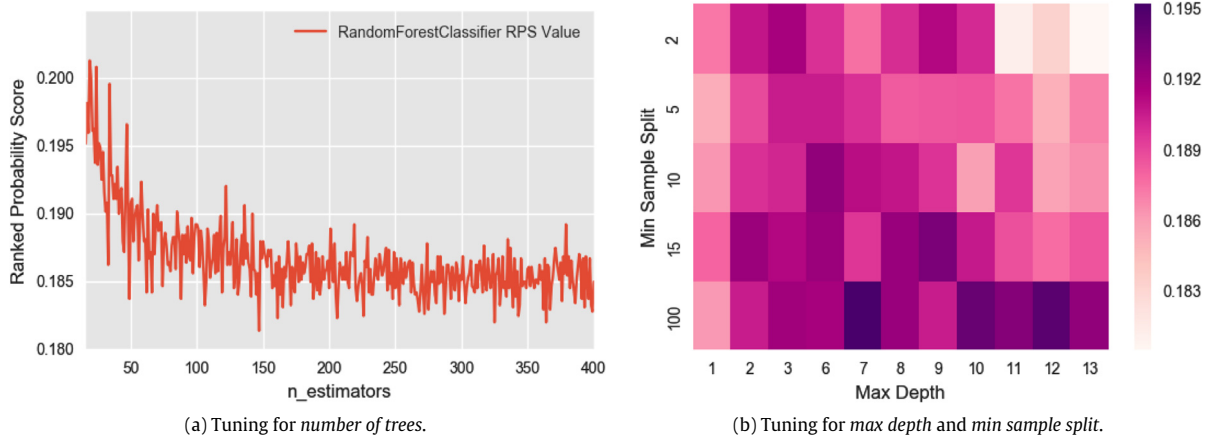 RandomForestClassifier RPS Value
Ranked Probability Score
0.200
0.195
0.190
0.185
0.180
50 100 150 200 250 300 350 400
n_estimators
(a) Tuning for number of trees.
Min Sample Split
2
5
10
15
100
1 2 3 6 7 8 9 10 11 12 13
Max Depth
0.195
0.192
0.189
0.186
0.183
(b) Tuning for max depth and min sample split.